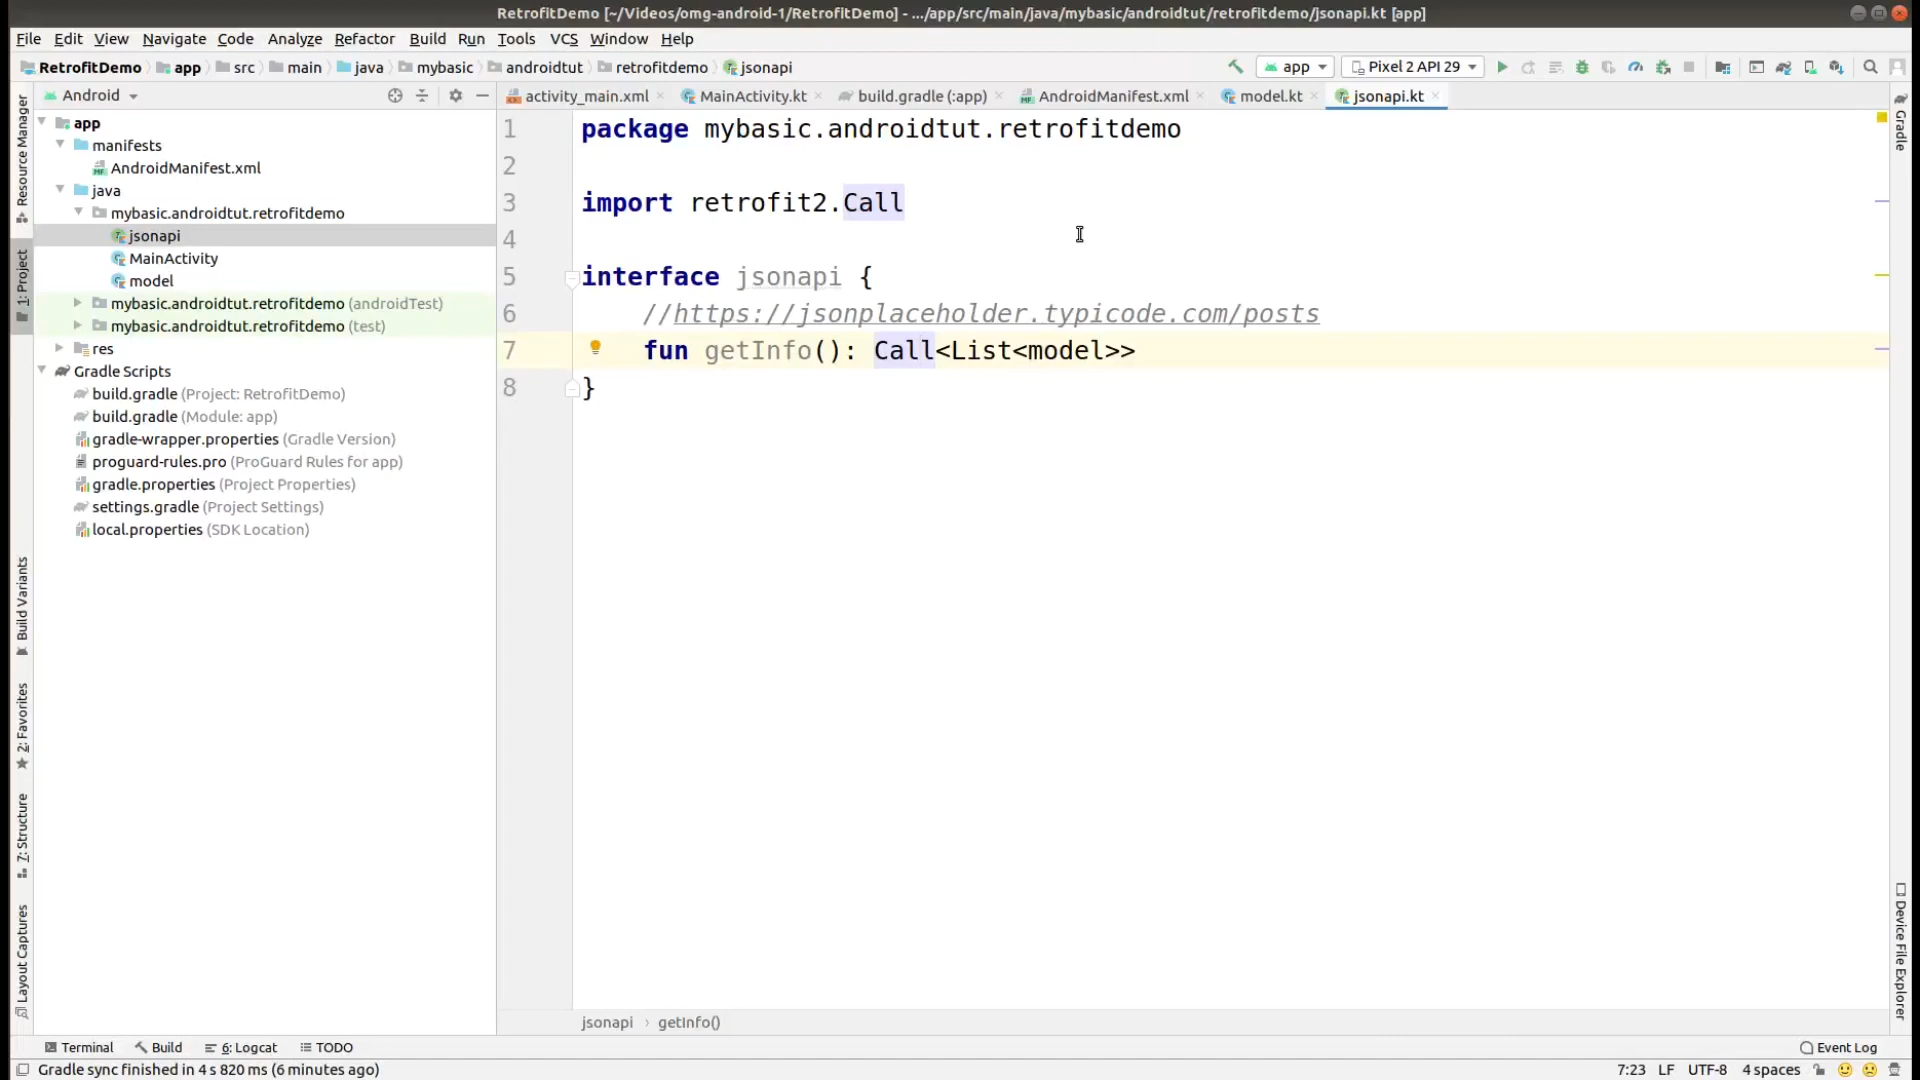 RetrofitDemo [~/Videos/omg-android-1/RetrofitDemo] - .../app/src/main/java/mybasic/androidtut/retrofitdemo/jsonapi.kt [app]
File Edit View Navigate Code Analyze Refactor Build Run Tools VCS Window Help
RetrofitDemo app src main java mybasic androidtut retrofitdemo jsonapi app Pixel 2 API 29
Android activity_main.xml MainActivity.kt build.gradle (:app) AndroidManifest.xml model.kt jsonapi.kt
app
manifests
AndroidManifest.xml
java
mybasic.androidtut.retrofitdemo
jsonapi
MainActivity
model
mybasic.androidtut.retrofitdemo (androidTest)
mybasic.androidtut.retrofitdemo (test)
res
Gradle Scripts
build.gradle (Project: RetrofitDemo)
build.gradle (Module: app)
gradle-wrapper.properties (Gradle Version)
proguard-rules.pro (ProGuard Rules for app)
gradle.properties (Project Properties)
settings.gradle (Project Settings)
local.properties (SDK Location)
1 package mybasic.androidtut.retrofitdemo
2
3 import retrofit2.Call
4
5 interface jsonapi {
6 //https://jsonplaceholder.typicode.com/posts
7 fun getInfo(): Call<List<model>>
8 }
jsonapi › getInfo()
Resource Manager
1: Project
Build Variants
2: Favorites
7: Structure
Layout Captures
Gradle
Device File Explorer
Terminal Build 6: Logcat TODO Event Log
Gradle sync finished in 4 s 820 ms (6 minutes ago) 7:23 LF UTF-8 4 spaces